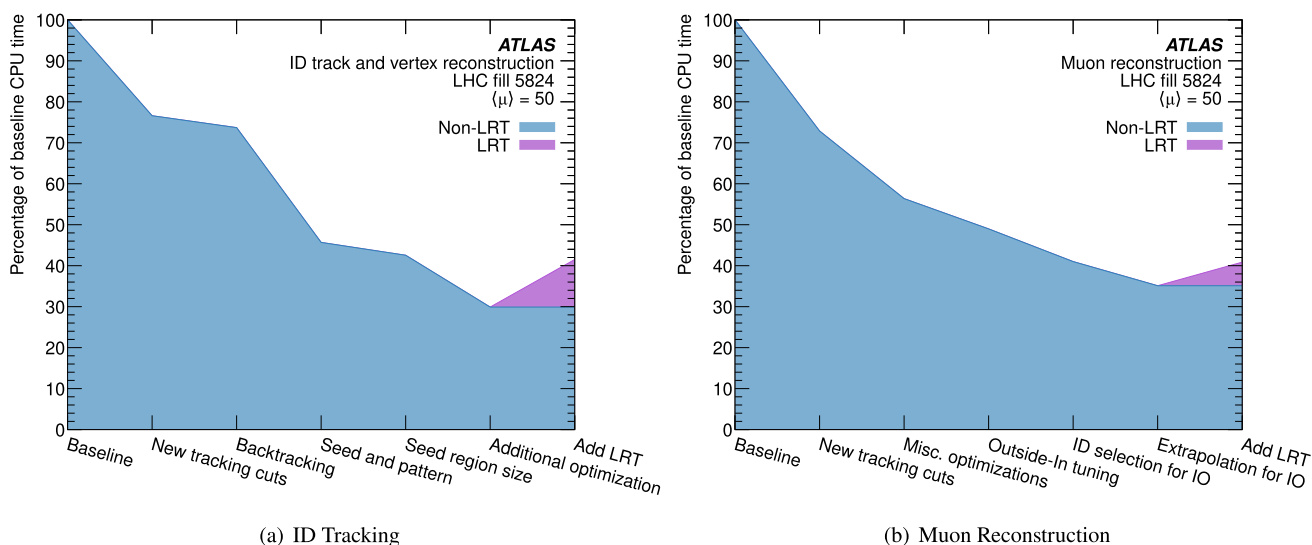 Percentage of baseline CPU time
100
90
80
70
60
50
40
30
20
10
0
ATLAS
ID track and vertex reconstruction
LHC fill 5824
⟨μ⟩ = 50
Non-LRT
LRT
Baseline
New tracking cuts
Backtracking
Seed and pattern
Seed region size
Additional optimization
Add LRT
(a) ID Tracking
Percentage of baseline CPU time
100
90
80
70
60
50
40
30
20
10
0
ATLAS
Muon reconstruction
LHC fill 5824
⟨μ⟩ = 50
Non-LRT
LRT
Baseline
New tracking cuts
Misc. optimizations
Outside-In tuning
ID selection for IO
Extrapolation for IO
Add LRT
(b) Muon Reconstruction